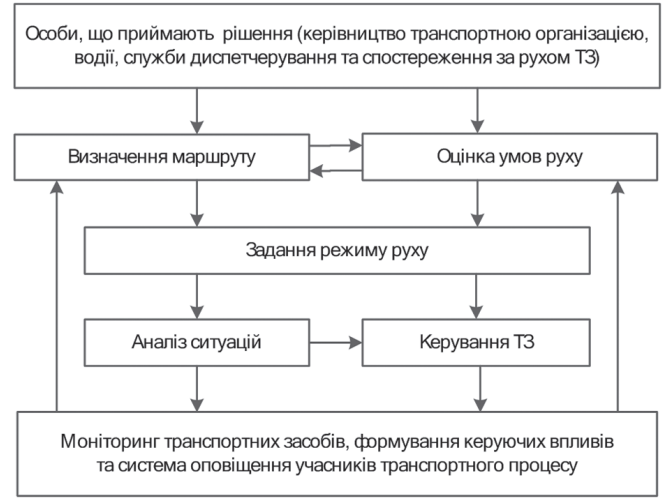 Особи, що приймають рішення (керівництво транспортною організацією,
водії, служби диспетчерування та спостереження за рухом ТЗ)
Визначення маршруту
Оцінка умов руху
Задання режиму руху
Аналіз ситуацій
Керування ТЗ
Моніторинг транспортних засобів, формування керуючих впливів
та система оповіщення учасників транспортного процесу